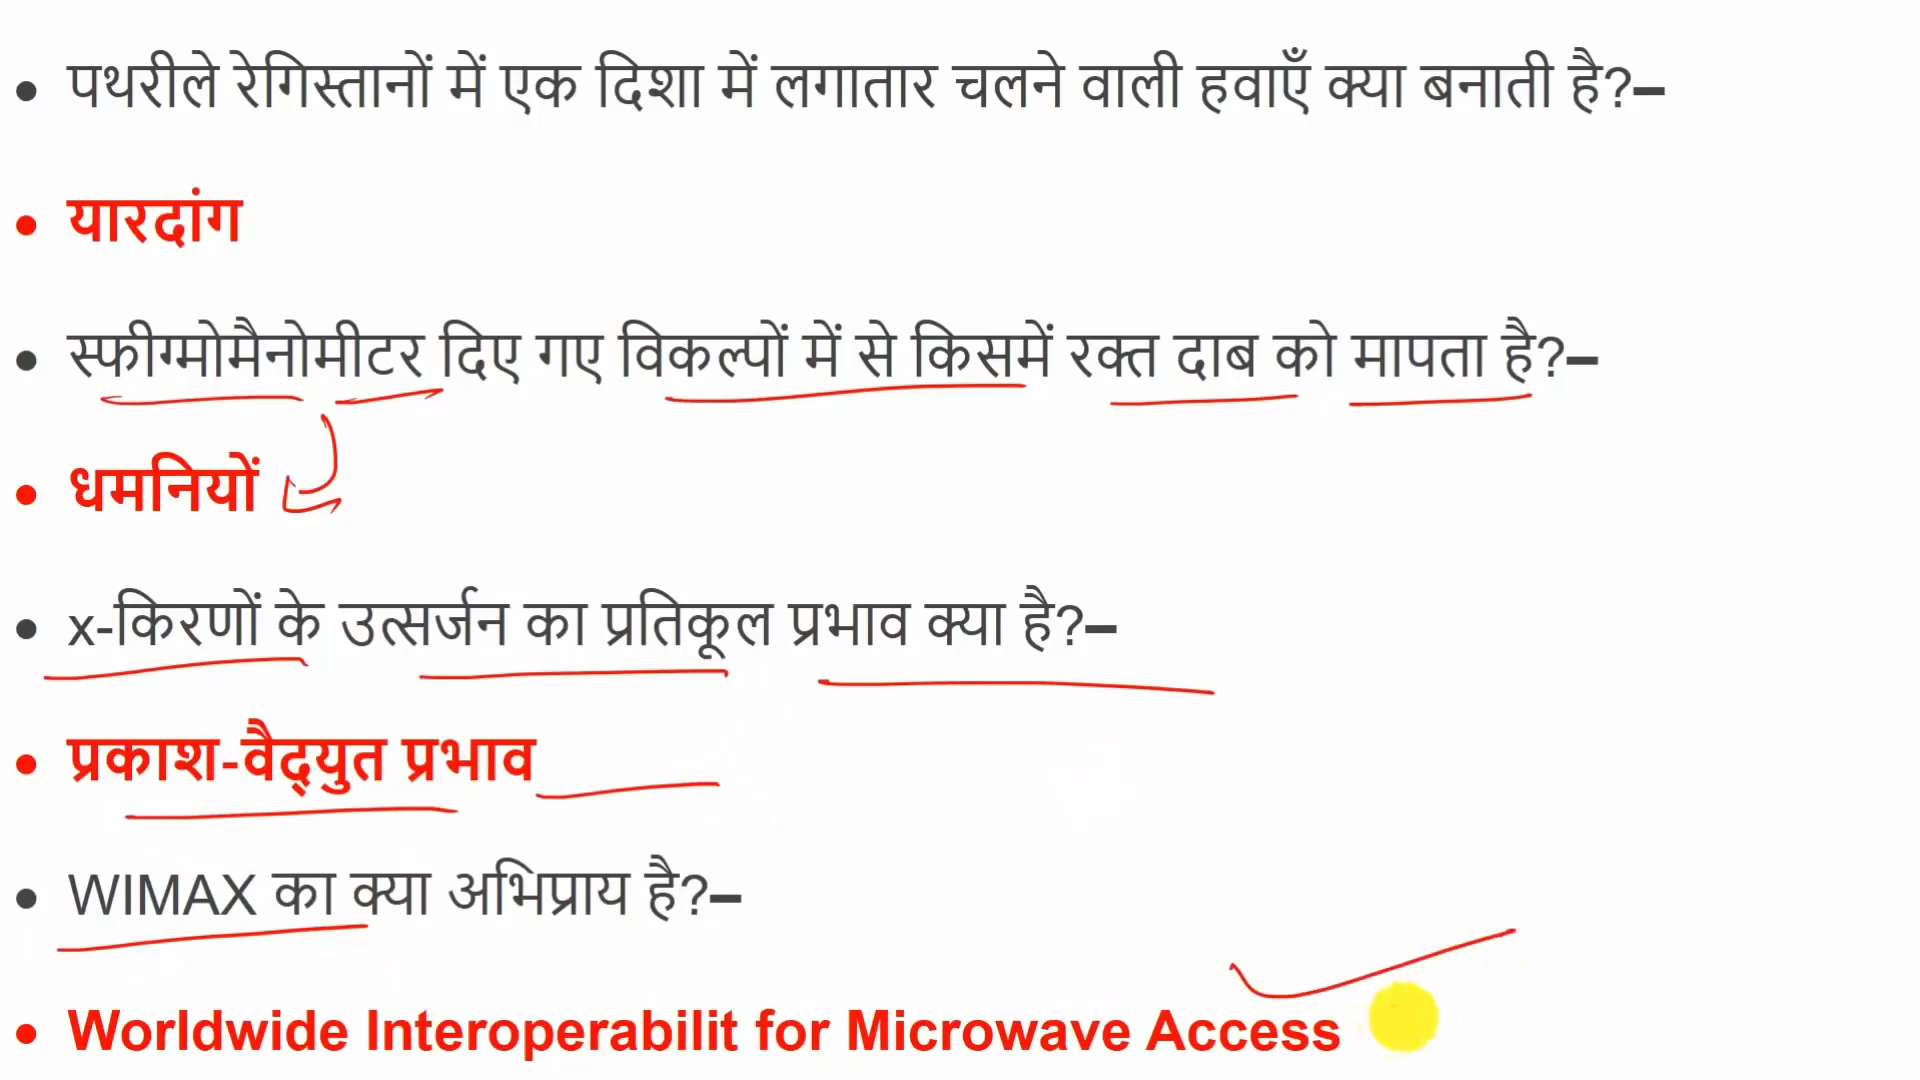 • पथरीले रेगिस्तानों में एक दिशा में लगातार चलने वाली हवाएँ क्या बनाती है?–
• यारदांग
• स्फीग्मोमैनोमीटर दिए गए विकल्पों में से किसमें रक्त दाब को मापता है?–
• धमनियों
• x-किरणों के उत्सर्जन का प्रतिकूल प्रभाव क्या है?–
• प्रकाश-वैद्युत प्रभाव
• WIMAX का क्या अभिप्राय है?–
• Worldwide Interoperabilit for Microwave Access